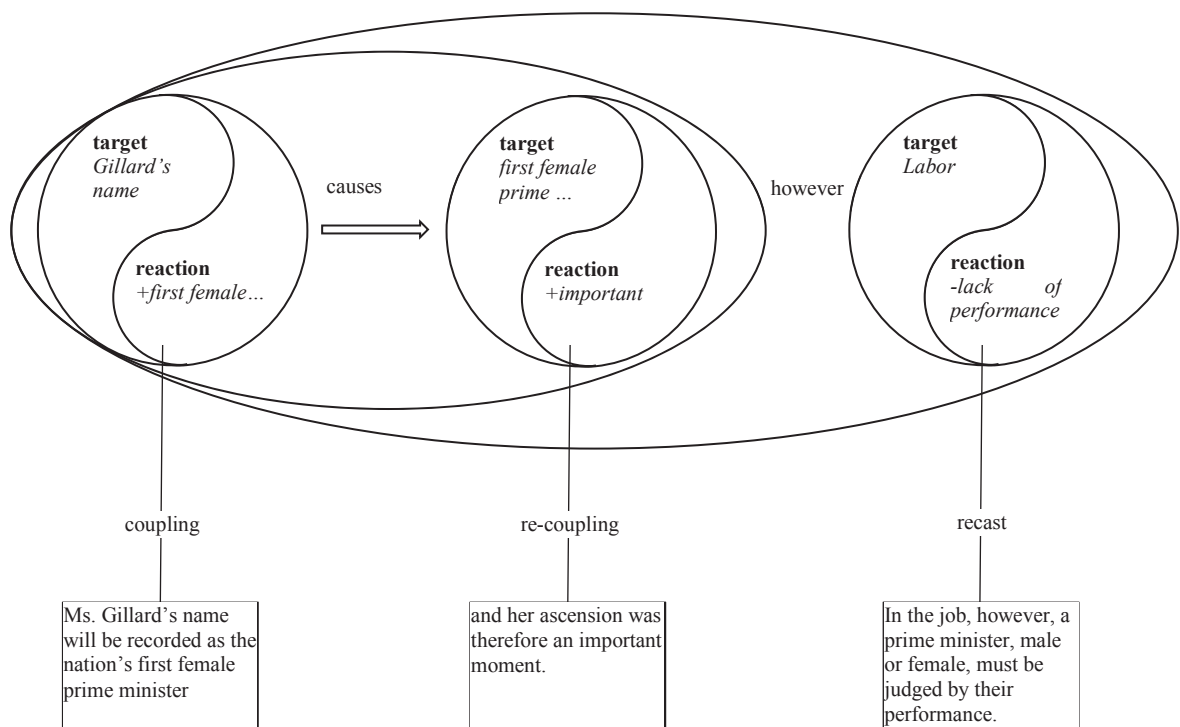 target
Gillard's
name
reaction
+first female…
causes
target
first female
prime …
reaction
+important
however
target
Labor
reaction
-lack of
performance
coupling
re-coupling
recast
Ms. Gillard's name
will be recorded as the
nation's first female
prime minister
and her ascension was
therefore an important
moment.
In the job, however, a
prime minister, male
or female, must be
judged by their
performance.